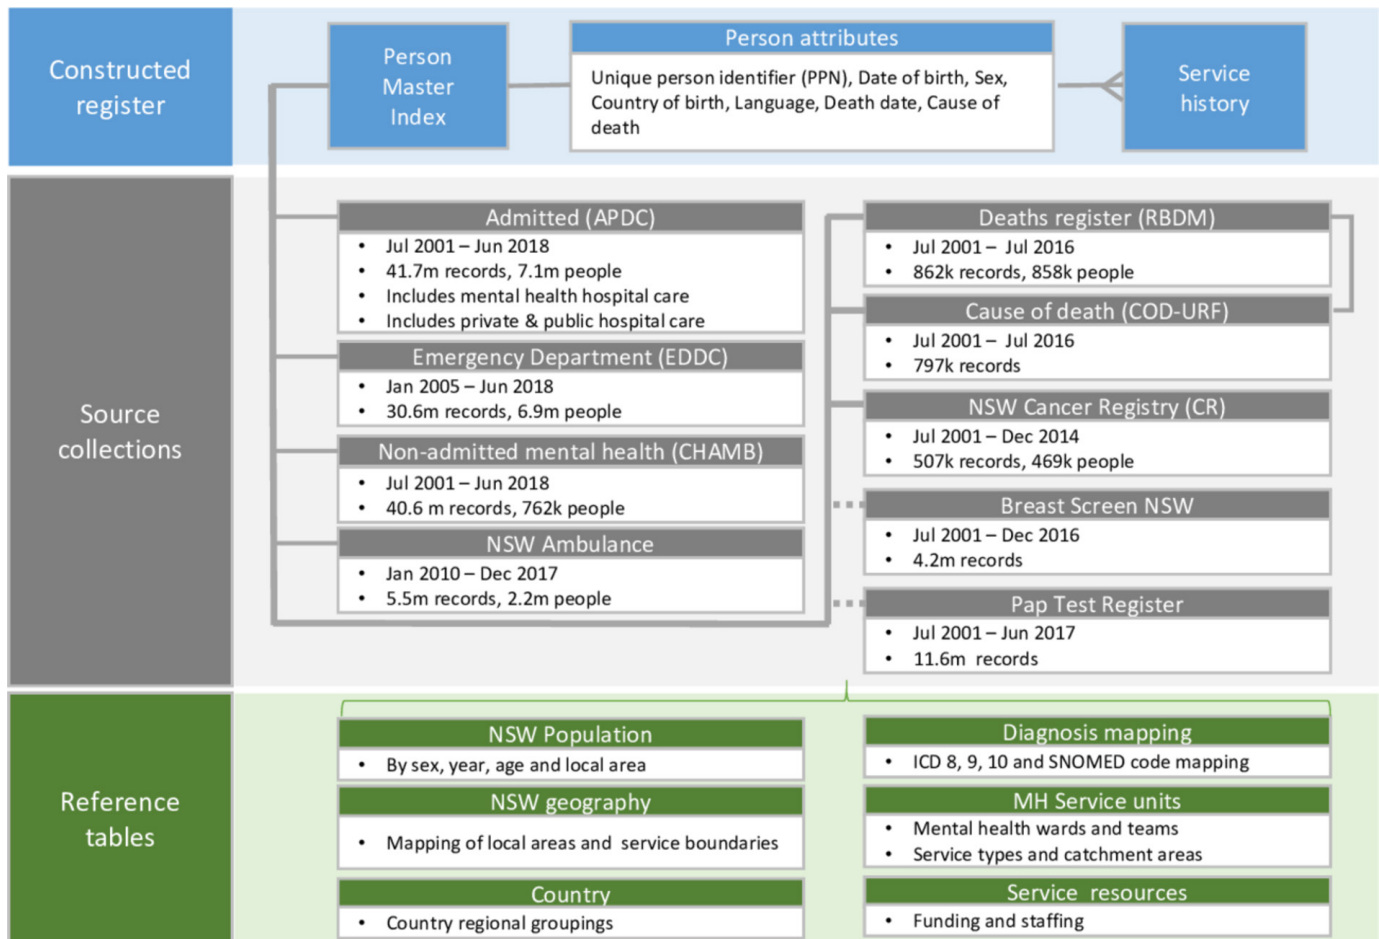 Constructed
register
Person
Master
Index
Person attributes
Unique person identifier (PPN), Date of birth, Sex,
Country of birth, Language, Death date, Cause of
death
Service
history
Source
collections
Admitted (APDC)
• Jul 2001 – Jun 2018
• 41.7m records, 7.1m people
• Includes mental health hospital care
• Includes private & public hospital care
Emergency Department (EDDC)
• Jan 2005 – Jun 2018
• 30.6m records, 6.9m people
Non-admitted mental health (CHAMB)
• Jul 2001 – Jun 2018
• 40.6 m records, 762k people
NSW Ambulance
• Jan 2010 – Dec 2017
• 5.5m records, 2.2m people
Deaths register (RBDM)
• Jul 2001 – Jul 2016
• 862k records, 858k people
Cause of death (COD-URF)
• Jul 2001 – Jul 2016
• 797k records
NSW Cancer Registry (CR)
• Jul 2001 – Dec 2014
• 507k records, 469k people
Breast Screen NSW
• Jul 2001 – Dec 2016
• 4.2m records
Pap Test Register
• Jul 2001 – Jun 2017
• 11.6m records
Reference
tables
NSW Population
• By sex, year, age and local area
NSW geography
• Mapping of local areas and service boundaries
Country
• Country regional groupings
Diagnosis mapping
• ICD 8, 9, 10 and SNOMED code mapping
MH Service units
• Mental health wards and teams
• Service types and catchment areas
Service resources
• Funding and staffing